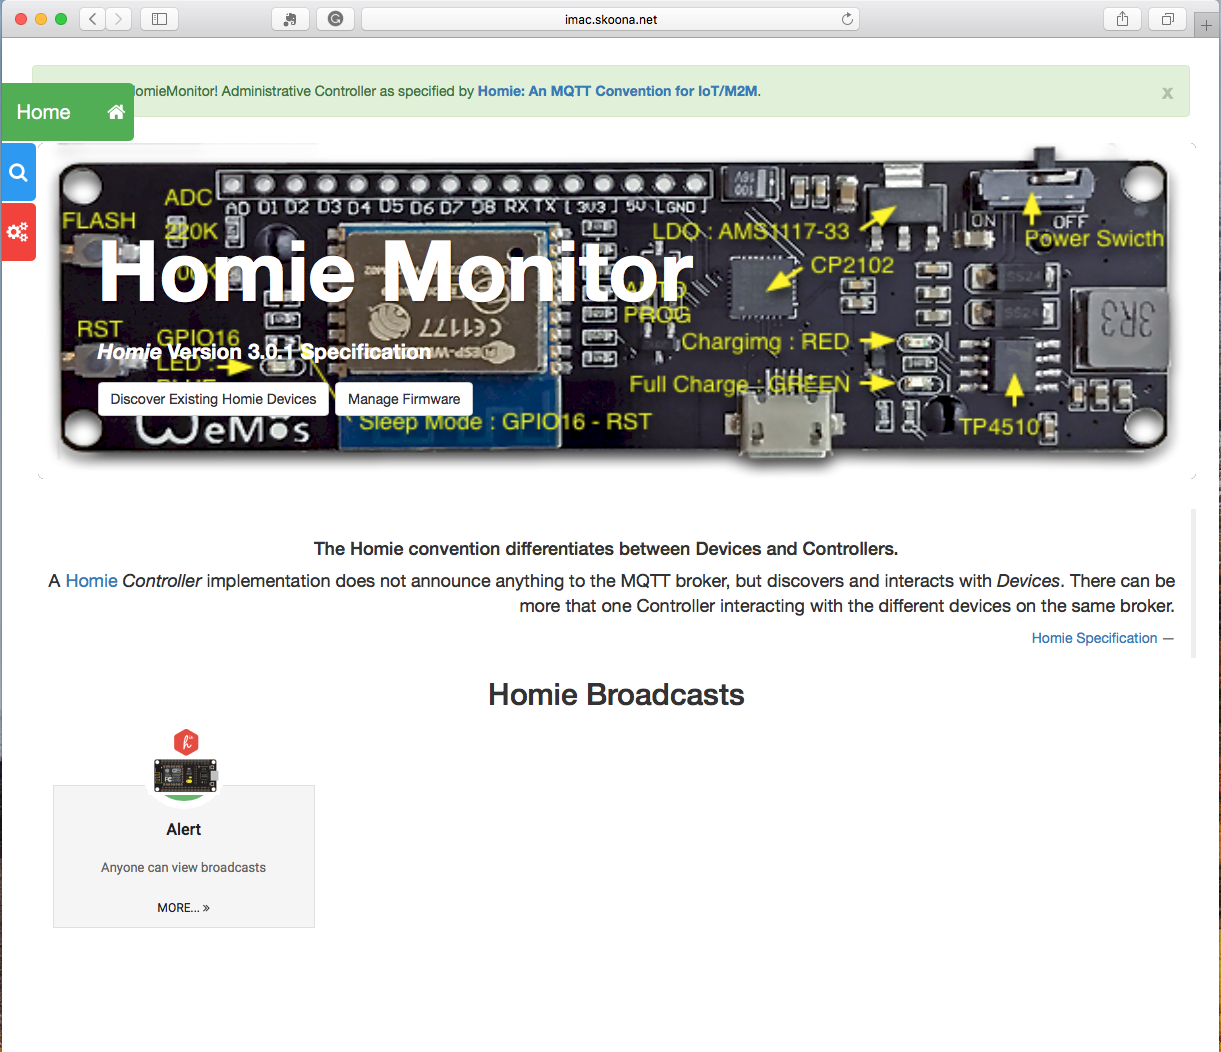 imac.skoona.net
omieMonitor! Administrative Controller as specified by Homie: An MQTT Convention for IoT/M2M.
x
Home
ADC
A0 D1 D2 D3 D4 D5 D6 D7 D8 RX TX [ 3V3 ] 5V [ GND ]
FLASH
220K
LDO : AMS1117-33
ON
OFF
Power Swicth
Homie Monitor
CP2102
PROG
RST
GPIO16
CE1177
3R3
Chargimg : RED
Homie Version 3.0.1 Specification
LED :
Full Charge : GREEN
Discover Existing Homie Devices
Manage Firmware
WeMos
Sleep Mode : GPIO16 - RST
TP4510
The Homie convention differentiates between Devices and Controllers.
A Homie Controller implementation does not announce anything to the MQTT broker, but discovers and interacts with Devices. There can be
more that one Controller interacting with the different devices on the same broker.
Homie Specification —
Homie Broadcasts
Alert
Anyone can view broadcasts
MORE... »